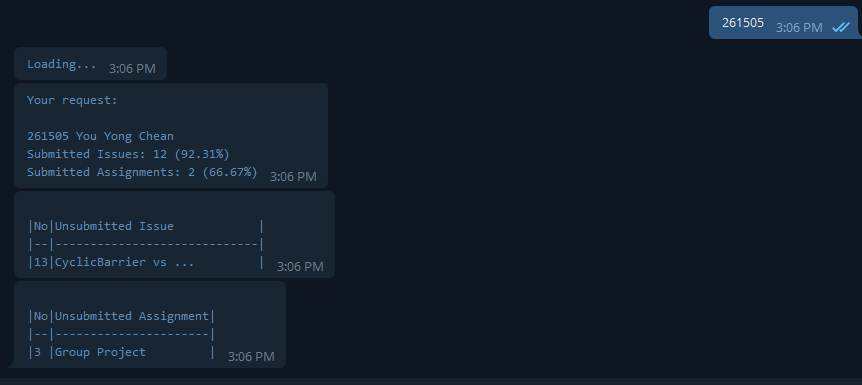 261505 3:06 PM
Loading... 3:06 PM
Your request:
261505 You Yong Chean
Submitted Issues: 12 (92.31%)
Submitted Assignments: 2 (66.67%) 3:06 PM
|No|Unsubmitted Issue            |
|--|-----------------------------|
|13|CyclicBarrier vs ...         | 3:06 PM
|No|Unsubmitted Assignment|
|--|----------------------|
|3 |Group Project         | 3:06 PM